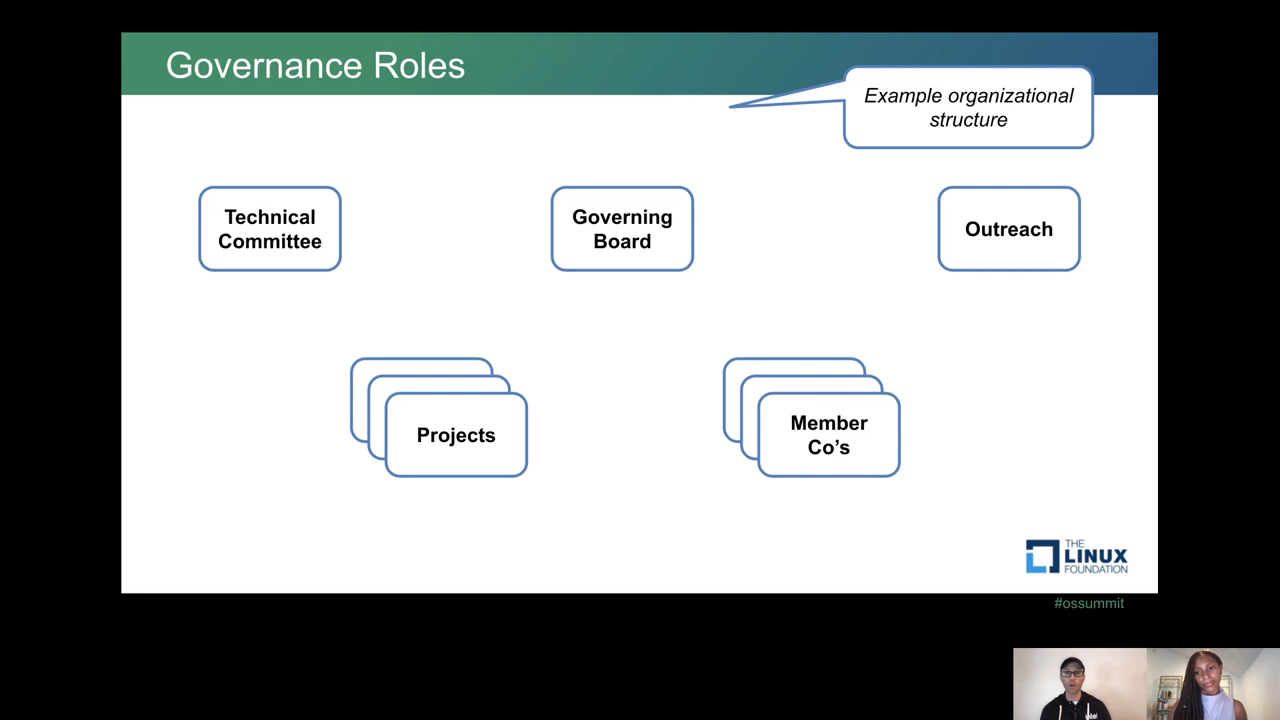 Governance Roles
Example organizational
structure
Technical
Committee
Governing
Board
Outreach
Projects
Member
Co's
THE
LINUX
FOUNDATION
#ossummit